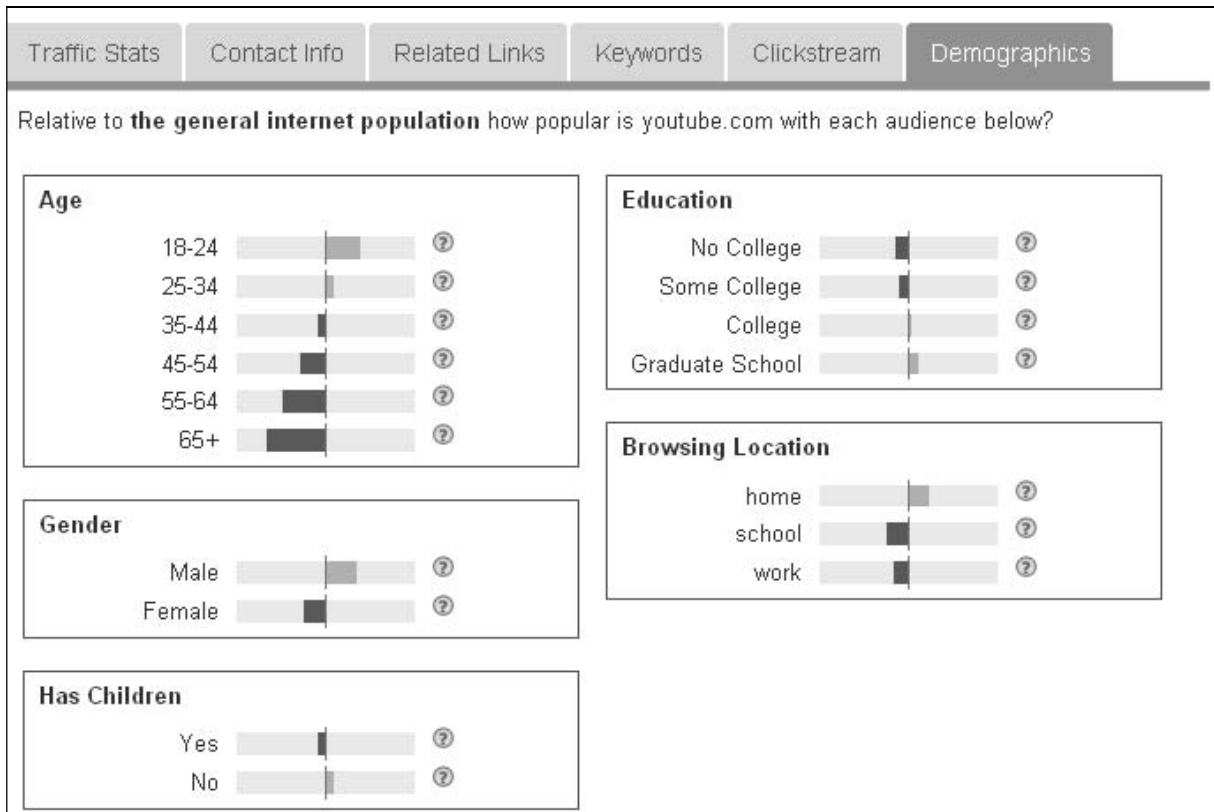 Traffic Stats
Contact Info
Related Links
Keywords
Clickstream
Demographics
Relative to the general internet population how popular is youtube.com with each audience below?
Age
18-24 ?
25-34 ?
35-44 ?
45-54 ?
55-64 ?
65+ ?
Gender
Male ?
Female ?
Has Children
Yes ?
No ?
Education
No College ?
Some College ?
College ?
Graduate School ?
Browsing Location
home ?
school ?
work ?